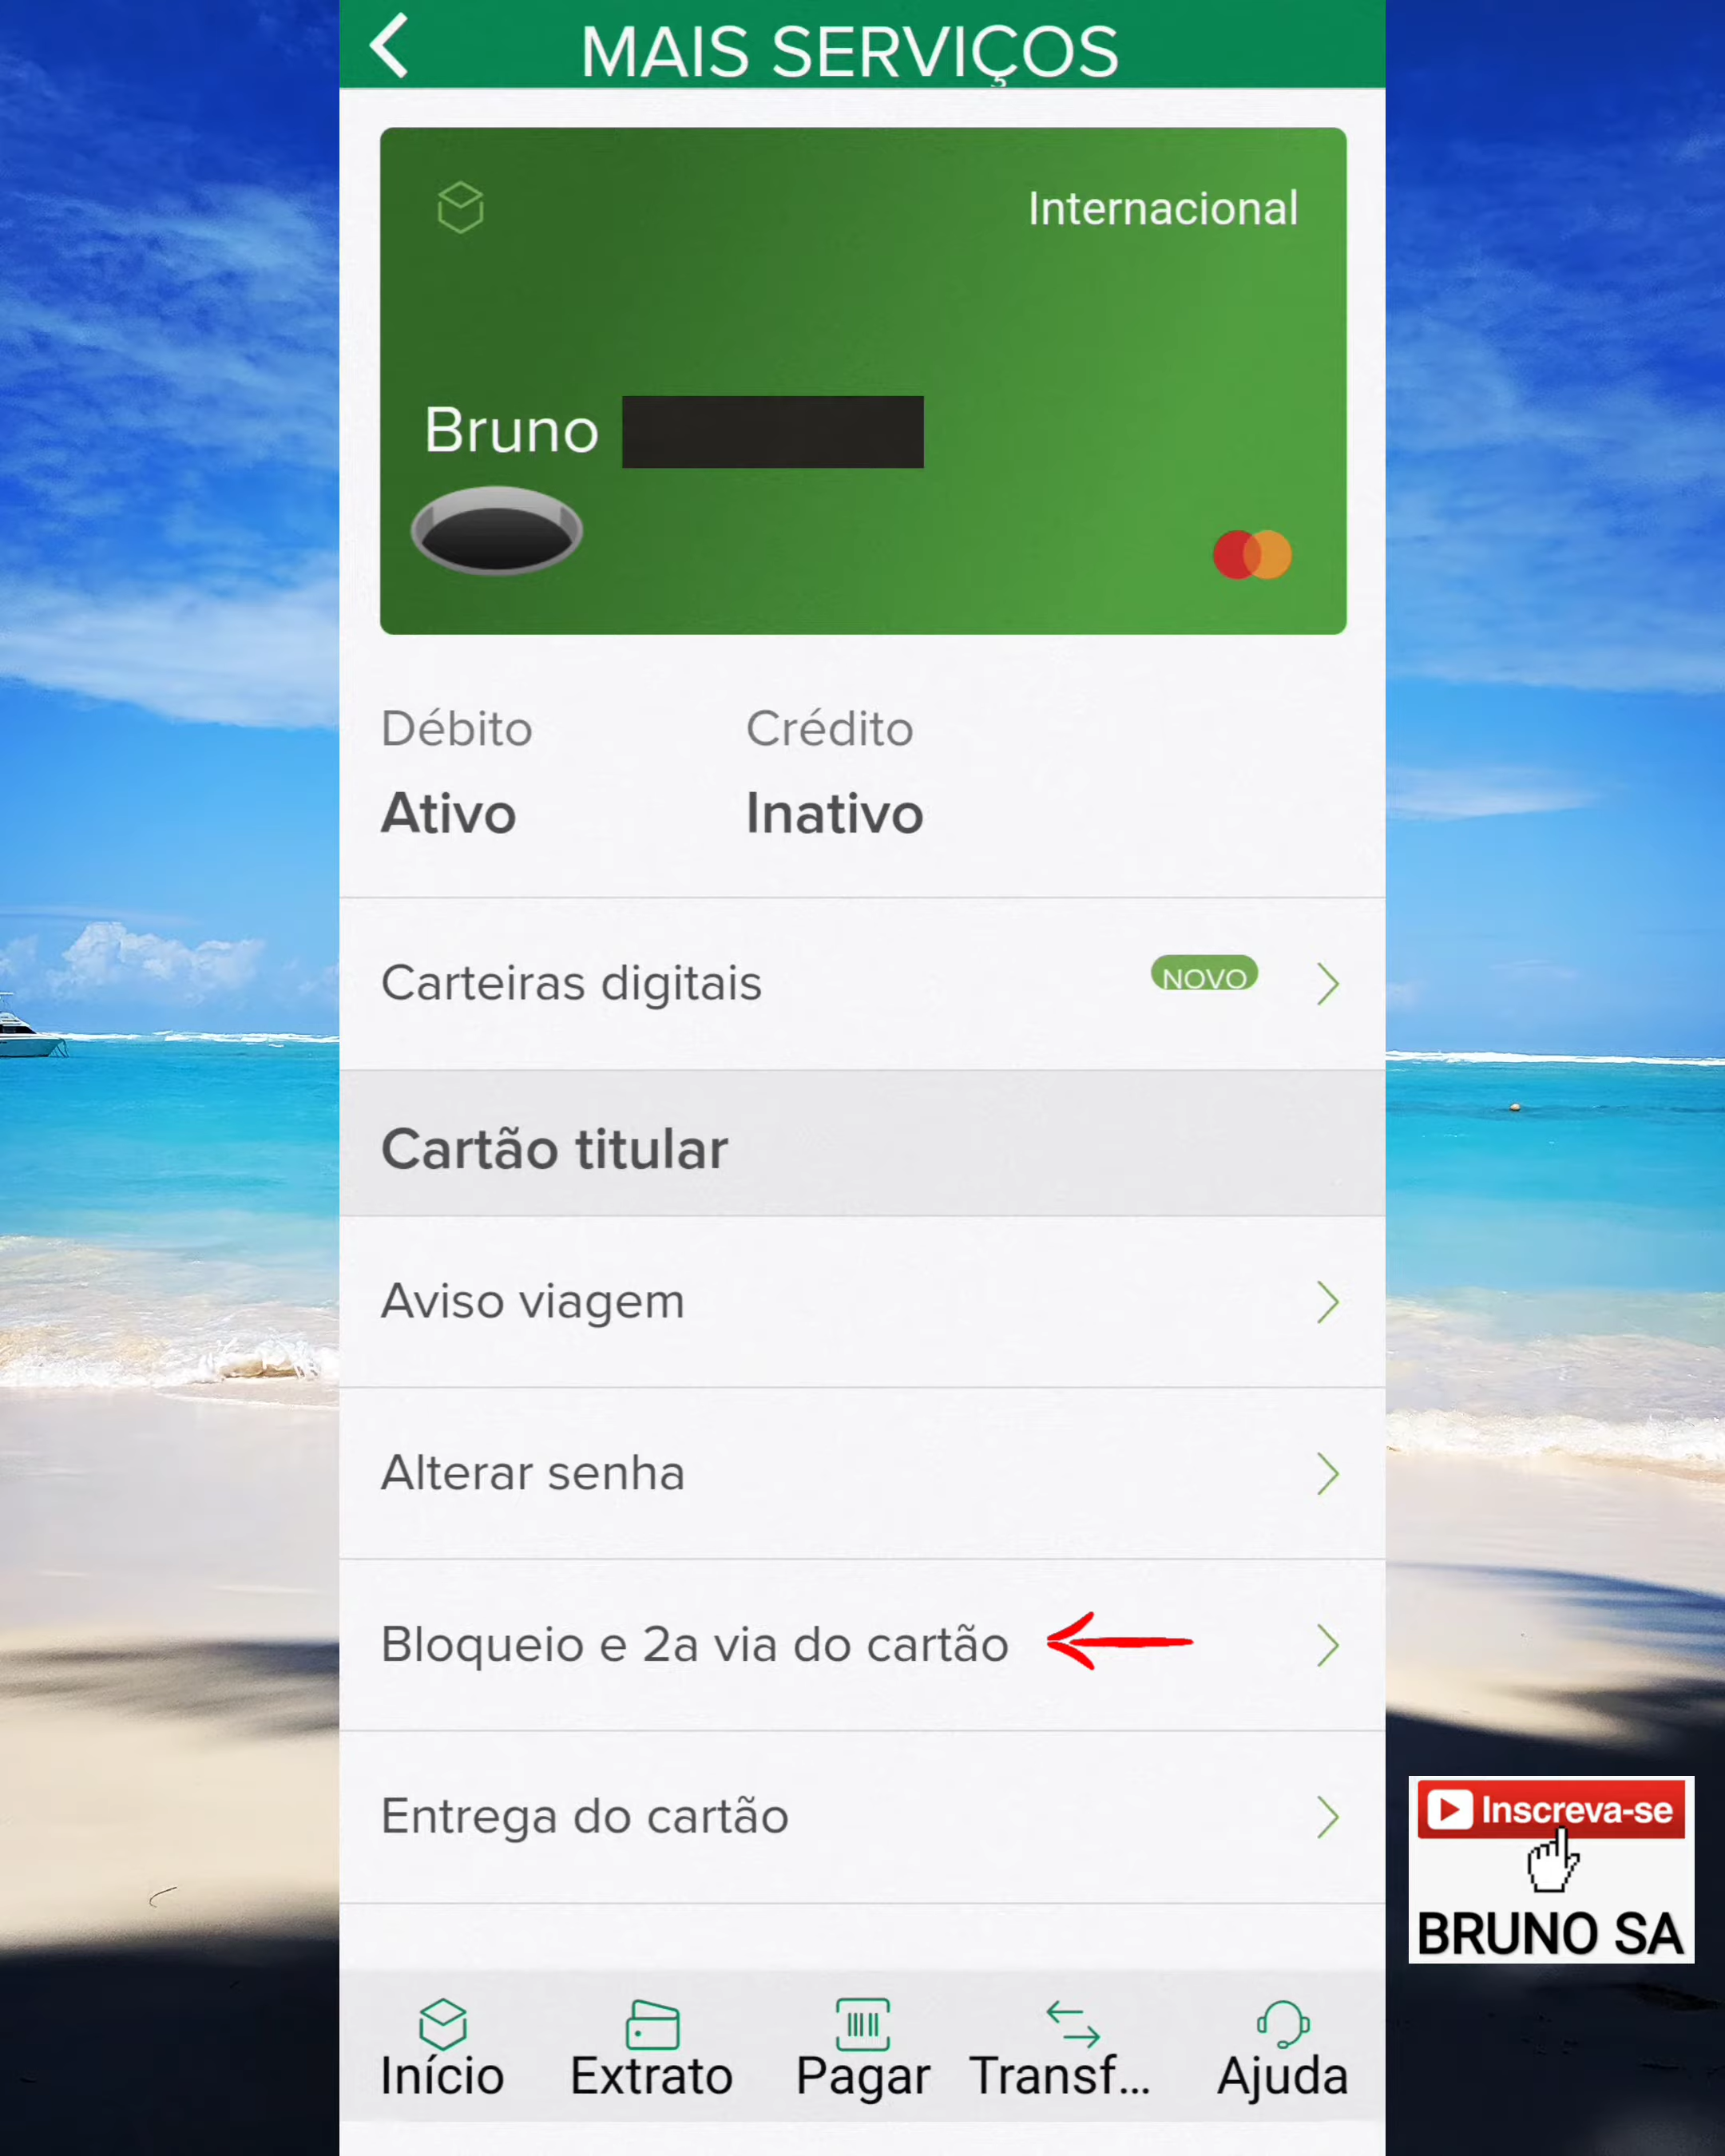 MAIS SERVIÇOS
Internacional
Bruno
Débito
Crédito
Ativo
Inativo
Carteiras digitais
NOVO
Cartão titular
Aviso viagem
Alterar senha
Bloqueio e 2a via do cartão
Entrega do cartão
Inscreva-se
BRUNO SA
Início
Extrato
Pagar
Transf...
Ajuda